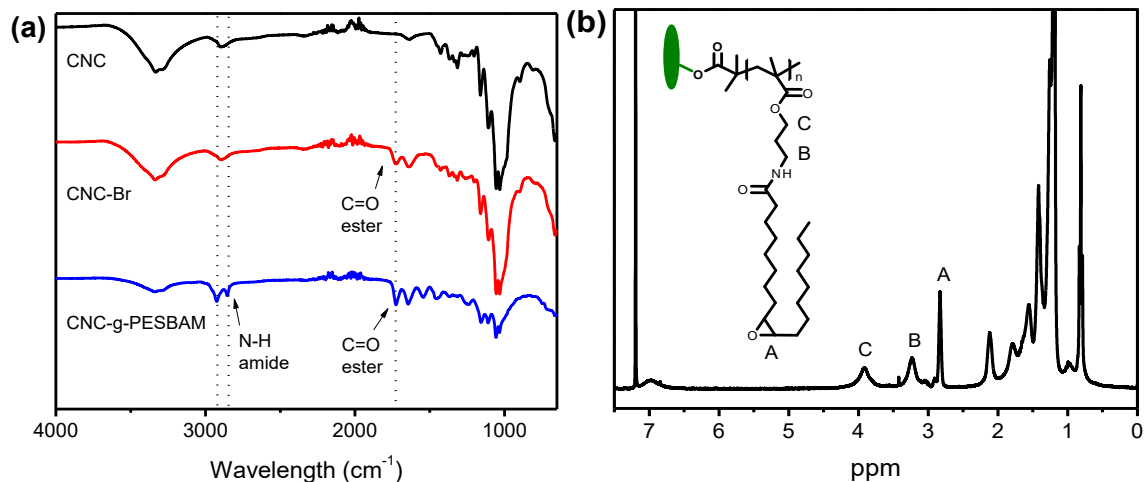 (a)
CNC
CNC-Br
C=O
ester
CNC-g-PESBAM
N-H
amide
C=O
ester
4000 3000 2000 1000
Wavelength (cm-1)
(b)
O
O
n
O
O
C
B
NH
O
O
A
C
B
A
7 6 5 4 3 2 1 0
ppm